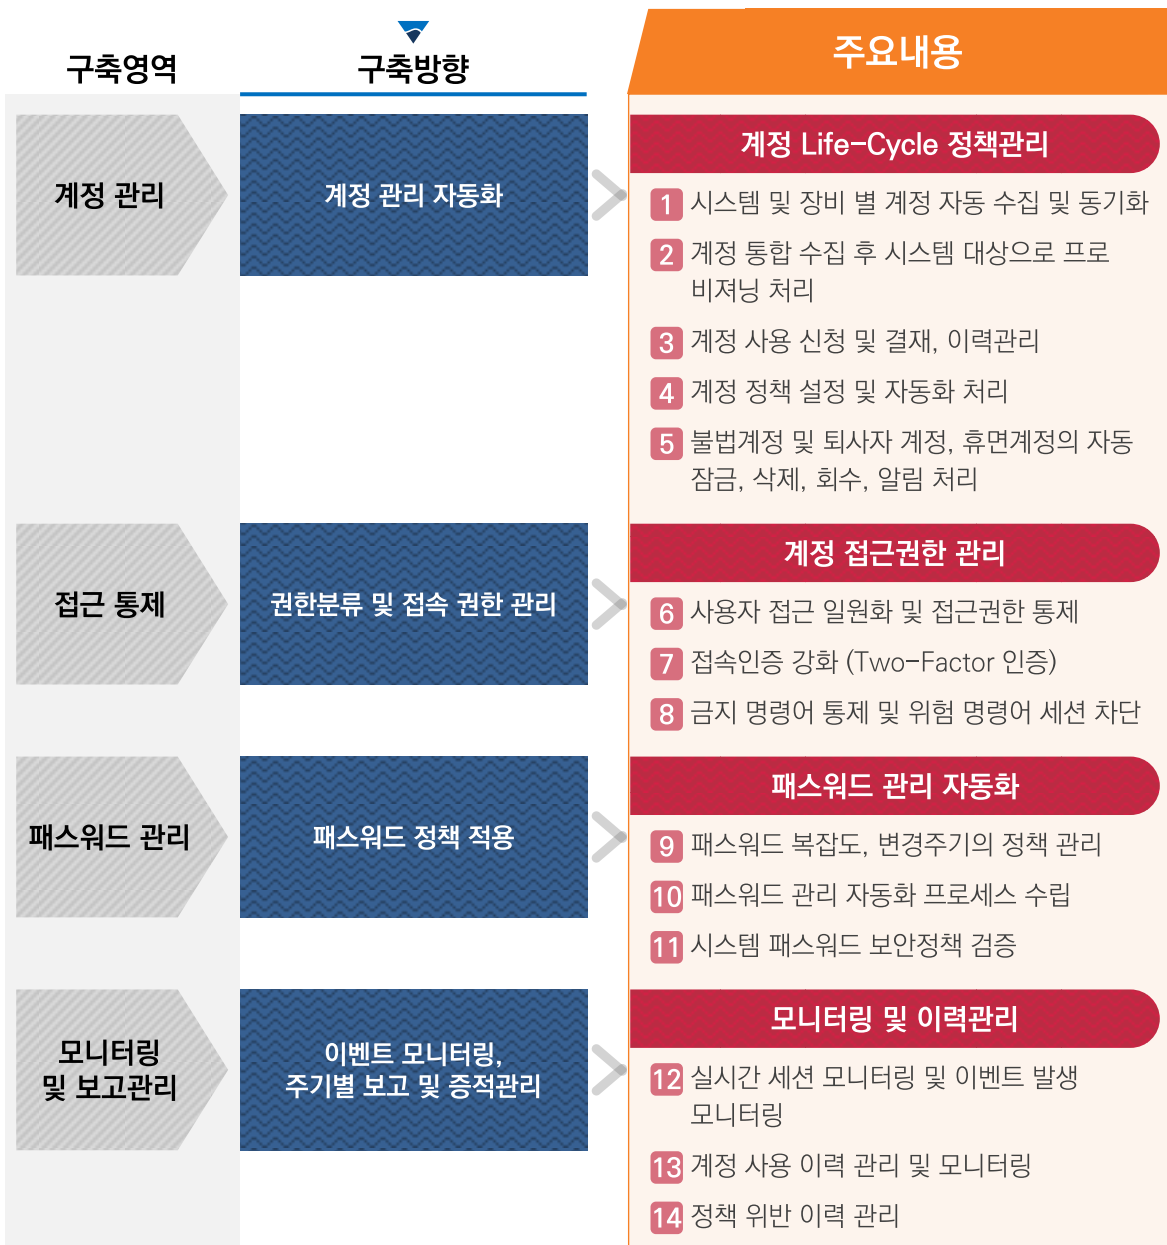 구축영역
구축방향
주요내용
계정 관리
계정 관리 자동화
계정 Life-Cycle 정책관리
1 시스템 및 장비 별 계정 자동 수집 및 동기화
2 계정 통합 수집 후 시스템 대상으로 프로
비져닝 처리
3 계정 사용 신청 및 결재, 이력관리
4 계정 정책 설정 및 자동화 처리
5 불법계정 및 퇴사자 계정, 휴면계정의 자동
잠금, 삭제, 회수, 알림 처리
접근 통제
권한분류 및 접속 권한 관리
계정 접근권한 관리
6 사용자 접근 일원화 및 접근권한 통제
7 접속인증 강화 (Two-Factor 인증)
8 금지 명령어 통제 및 위험 명령어 세션 차단
패스워드 관리
패스워드 정책 적용
패스워드 관리 자동화
9 패스워드 복잡도, 변경주기의 정책 관리
10 패스워드 관리 자동화 프로세스 수립
11 시스템 패스워드 보안정책 검증
모니터링
및 보고관리
이벤트 모니터링,
주기별 보고 및 증적관리
모니터링 및 이력관리
12 실시간 세션 모니터링 및 이벤트 발생
모니터링
13 계정 사용 이력 관리 및 모니터링
14 정책 위반 이력 관리